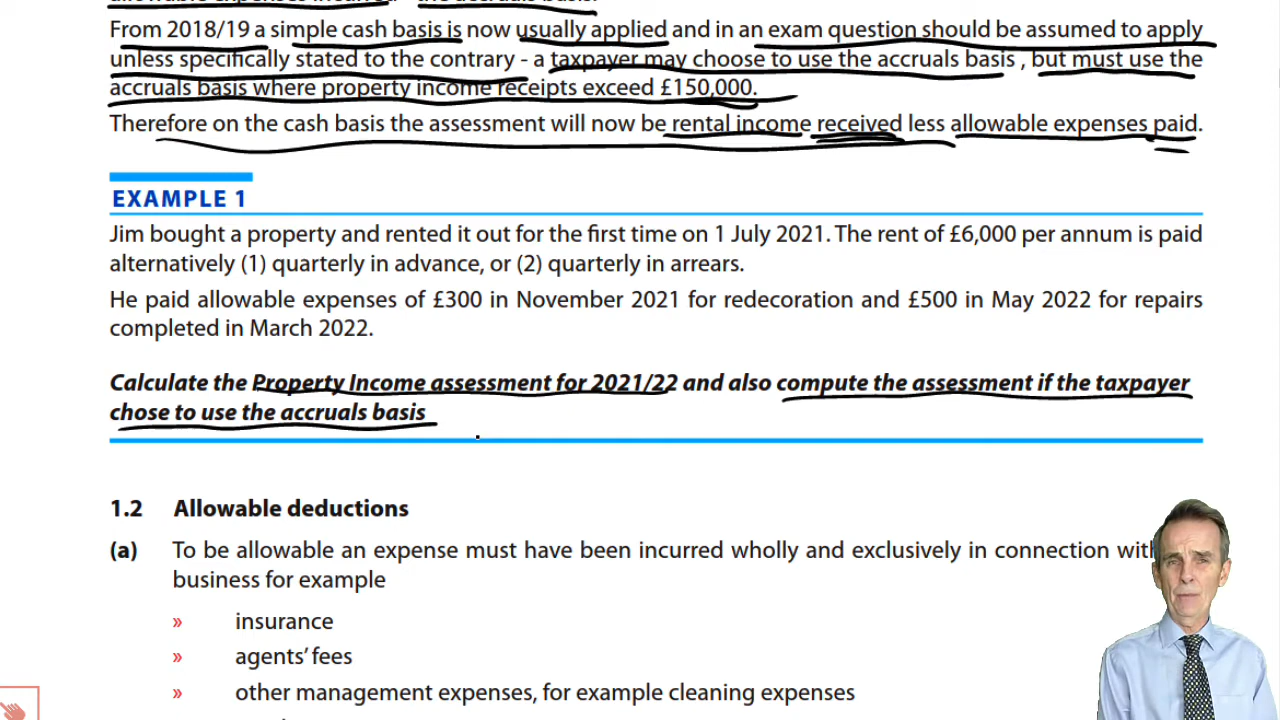 From 2018/19 a simple cash basis is now usually applied and in an exam question should be assumed to apply
unless specifically stated to the contrary - a taxpayer may choose to use the accruals basis , but must use the
accruals basis where property income receipts exceed £150,000.
Therefore on the cash basis the assessment will now be rental income received less allowable expenses paid.
EXAMPLE 1
Jim bought a property and rented it out for the first time on 1 July 2021. The rent of £6,000 per annum is paid
alternatively (1) quarterly in advance, or (2) quarterly in arrears.
He paid allowable expenses of £300 in November 2021 for redecoration and £500 in May 2022 for repairs
completed in March 2022.
Calculate the Property Income assessment for 2021/22 and also compute the assessment if the taxpayer
chose to use the accruals basis
1.2 Allowable deductions
(a) To be allowable an expense must have been incurred wholly and exclusively in connection
business for example
» insurance
» agents' fees
» other management expenses, for example cleaning expenses